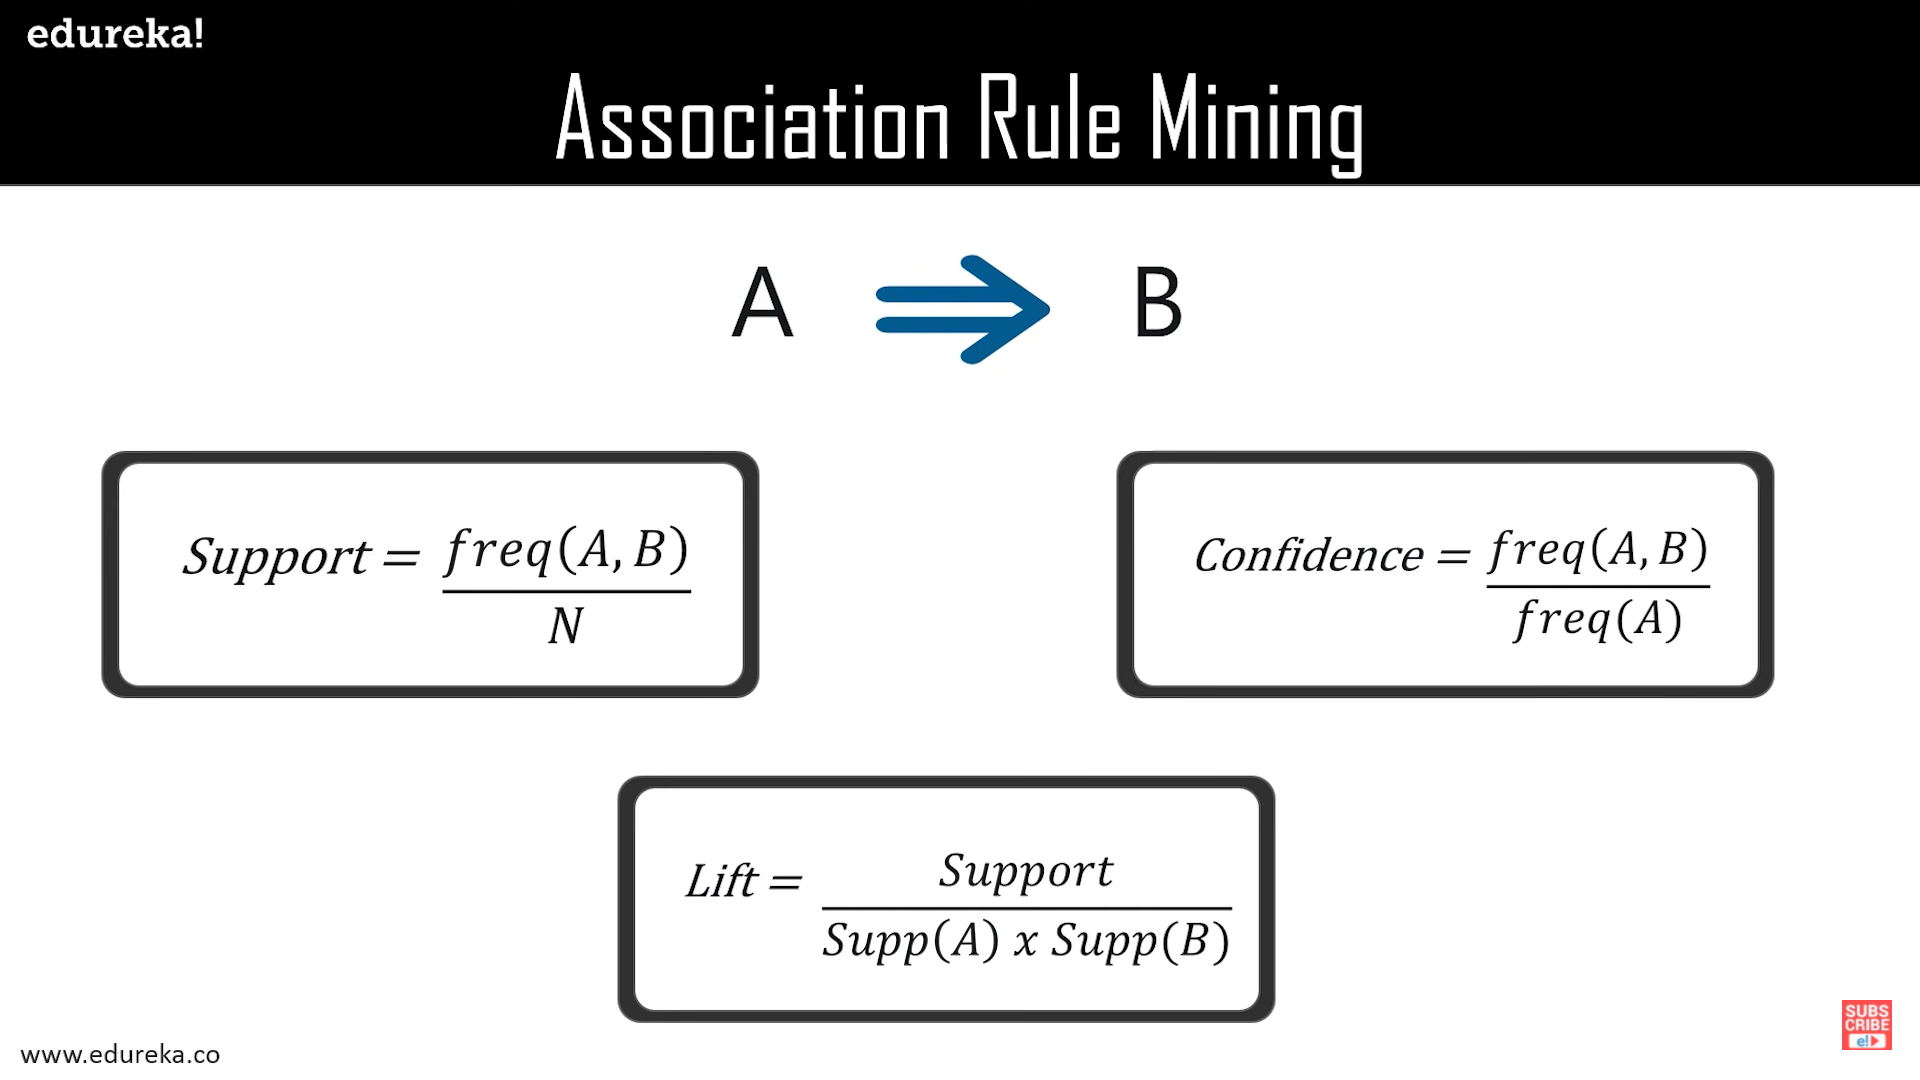 edureka!
Association Rule Mining
A ⇒ B
Support = freq(A, B) / N
Confidence = freq(A, B) / freq(A)
Lift = Support / Supp(A) x Supp(B)
SUBS
CRIBE
e!
www.edureka.co